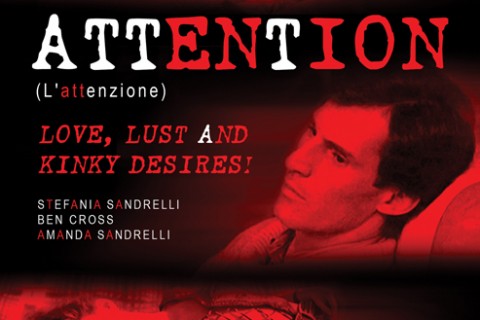 ATTENTION
(L'attenzione)
LOVE, LUST AND
KINKY DESIRES!
STEFANIA SANDRELLI
BEN CROSS
AMANDA SANDRELLI